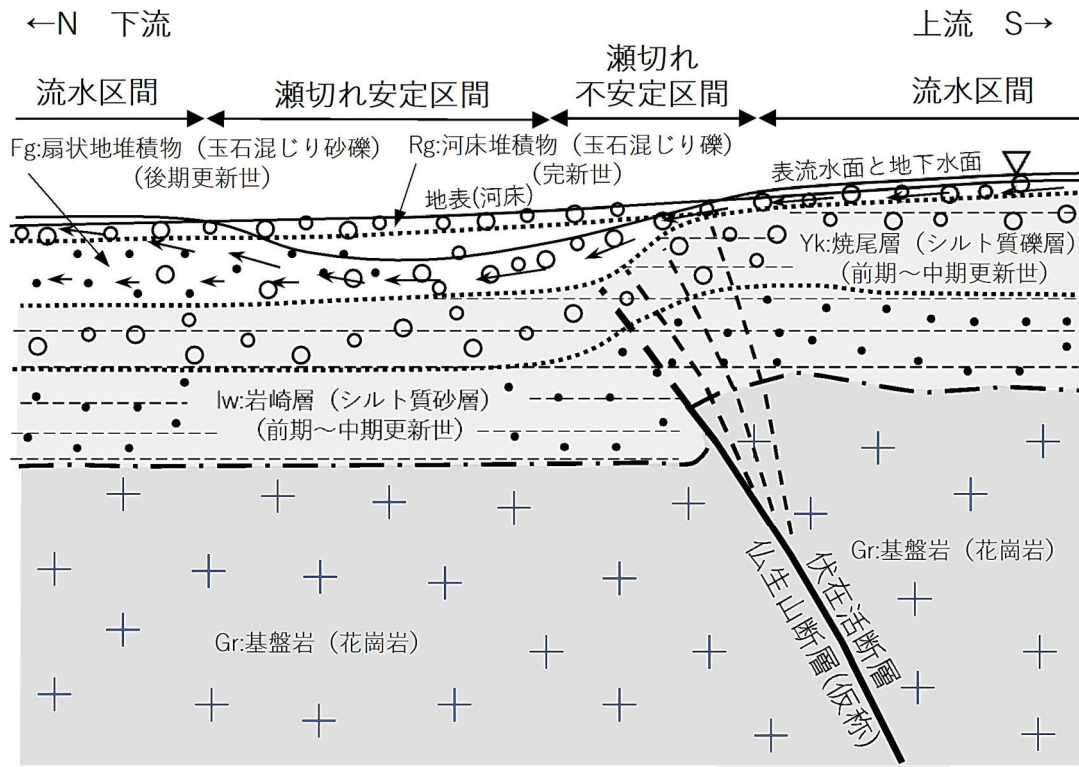 ←N 下流
上流 S→
流水区間
瀬切れ安定区間
瀬切れ
不安定区間
流水区間
Fg:扇状地堆積物（玉石混じり砂礫）
(後期更新世)
Rg:河床堆積物（玉石混じり礫）
(完新世)
地表(河床)
表流水面と地下水面
Yk:焼尾層（シルト質礫層）
(前期～中期更新世)
Iw:岩崎層（シルト質砂層）
(前期～中期更新世)
Gr:基盤岩（花崗岩）
Gr:基盤岩（花崗岩）
伏在活断層
仏生山断層(仮称)